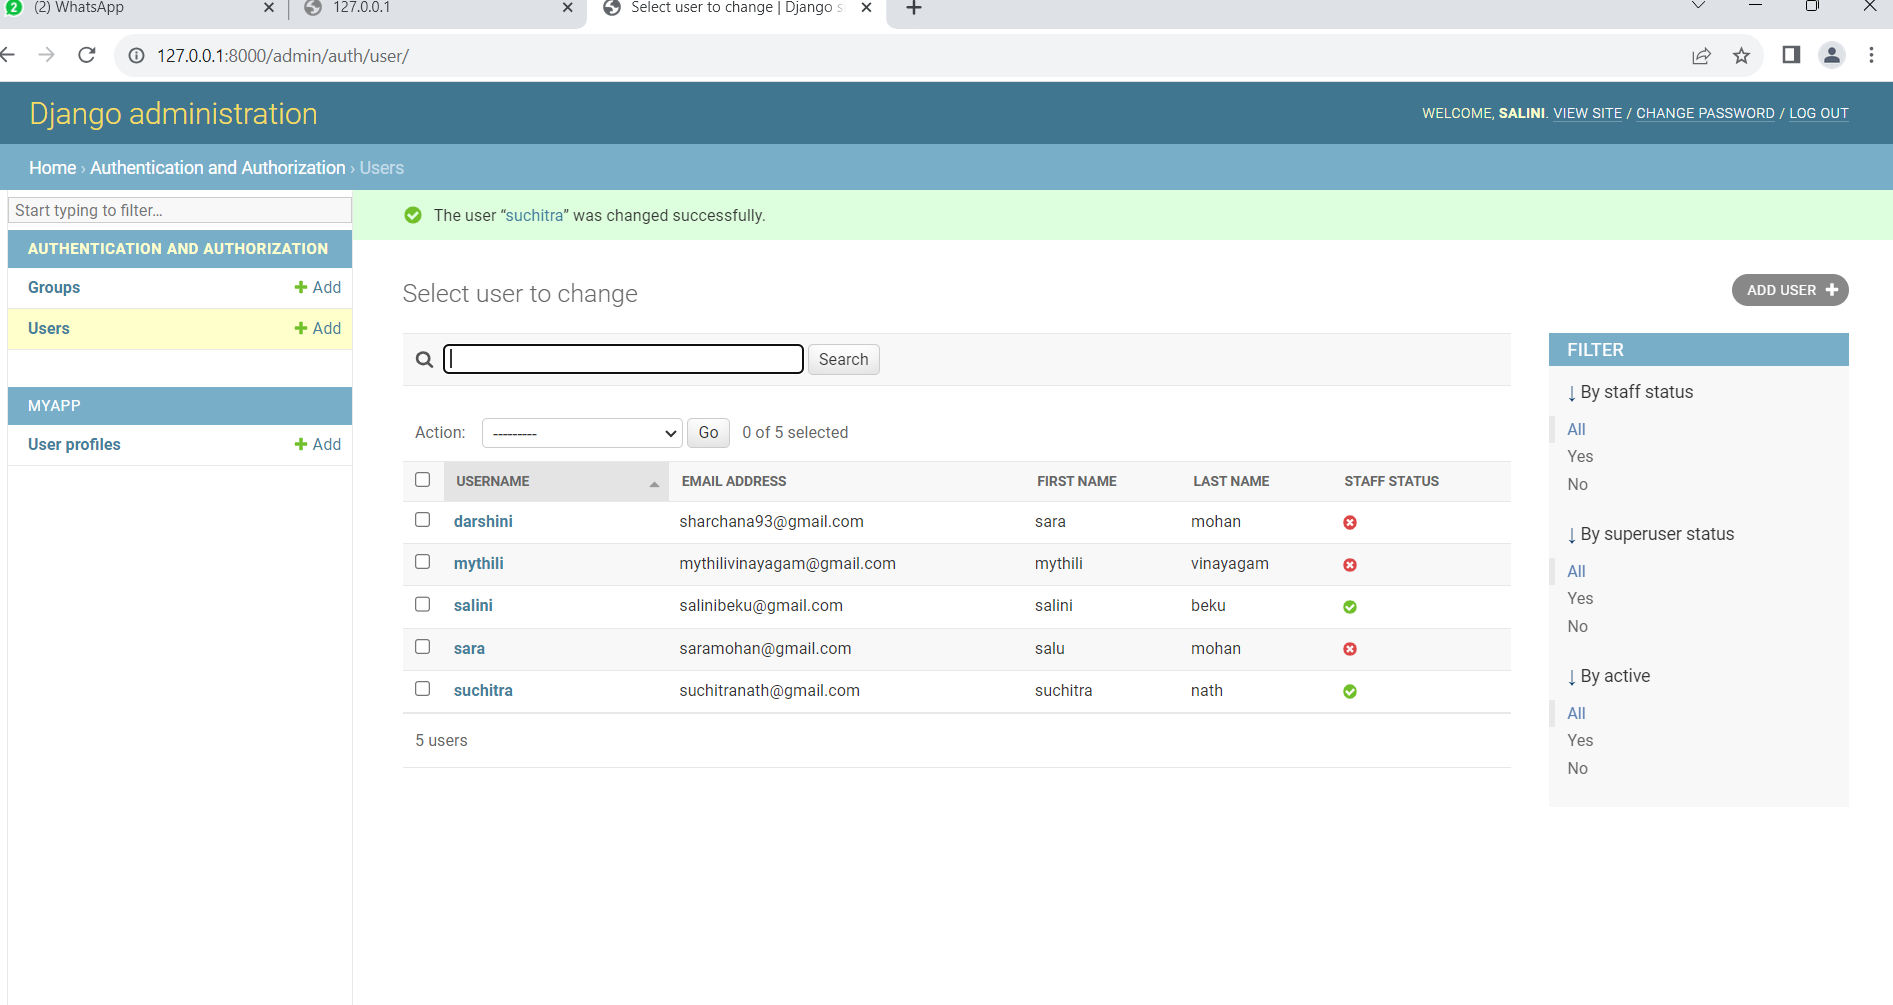 2 (2) WhatsApp
127.0.0.1
Select user to change | Django s
127.0.0.1:8000/admin/auth/user/
Django administration
WELCOME, SALINI. VIEW SITE / CHANGE PASSWORD / LOG OUT
Home › Authentication and Authorization › Users
Start typing to filter...
AUTHENTICATION AND AUTHORIZATION
Groups + Add
Users + Add
MYAPP
User profiles + Add
The user “suchitra” was changed successfully.
Select user to change
ADD USER +
Search
Action: --------- Go 0 of 5 selected
USERNAME EMAIL ADDRESS FIRST NAME LAST NAME STAFF STATUS
darshini sharchana93@gmail.com sara mohan
mythili mythilivinayagam@gmail.com mythili vinayagam
salini salinibeku@gmail.com salini beku
sara saramohan@gmail.com salu mohan
suchitra suchitranath@gmail.com suchitra nath
5 users
FILTER
↓ By staff status
All
Yes
No
↓ By superuser status
All
Yes
No
↓ By active
All
Yes
No